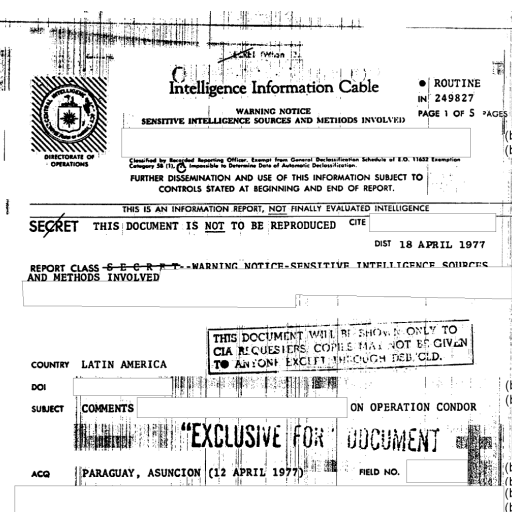 Intelligence Information Cable
● ROUTINE
IN 249827
PAGE 1 OF 5 PAGES
WARNING NOTICE
SENSITIVE INTELLIGENCE SOURCES AND METHODS INVOLVED
DIRECTORATE OF
OPERATIONS
Classified by Recorded Reporting Officer. Exempt from General Declassification Schedule of E.O. 11652 Exemption
Category 5B (1), (2) Impossible to Determine Date of Automatic Declassification.
FURTHER DISSEMINATION AND USE OF THIS INFORMATION SUBJECT TO
CONTROLS STATED AT BEGINNING AND END OF REPORT.
THIS IS AN INFORMATION REPORT, NOT FINALLY EVALUATED INTELLIGENCE
SECRET THIS DOCUMENT IS NOT TO BE REPRODUCED CITE
DIST 18 APRIL 1977
REPORT CLASS S E C R E T--WARNING NOTICE-SENSITIVE INTELLIGENCE SOURCES
AND METHODS INVOLVED
THIS DOCUMENT WILL BE SHOWN ONLY TO
CIA REQUESTERS. COPIES MAY NOT BE GIVEN
TO ANYONE EXCEPT THROUGH
COUNTRY LATIN AMERICA
DOI
SUBJECT COMMENTS ON OPERATION CONDOR
"EXCLUSIVE FOR" DOCUMENT
ACQ PARAGUAY, ASUNCION (12 APRIL 1977) FIELD NO.